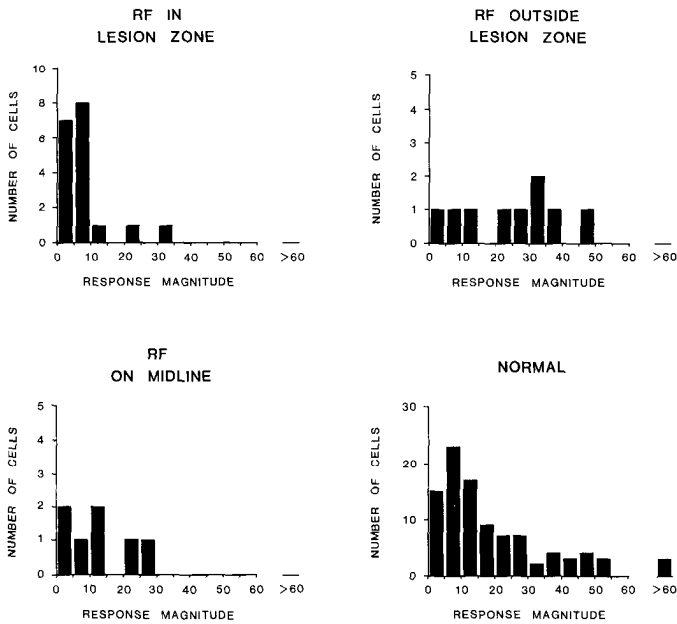 RF IN
LESION ZONE
NUMBER OF CELLS
10
8
6
4
2
0
0 10 20 30 40 50 60 >60
RESPONSE MAGNITUDE
RF OUTSIDE
LESION ZONE
NUMBER OF CELLS
5
4
3
2
1
0
0 10 20 30 40 50 60 >60
RESPONSE MAGNITUDE
RF
ON MIDLINE
NUMBER OF CELLS
5
4
3
2
1
0
0 10 20 30 40 50 60 >60
RESPONSE MAGNITUDE
NORMAL
NUMBER OF CELLS
30
20
10
0
0 10 20 30 40 50 60 >60
RESPONSE MAGNITUDE